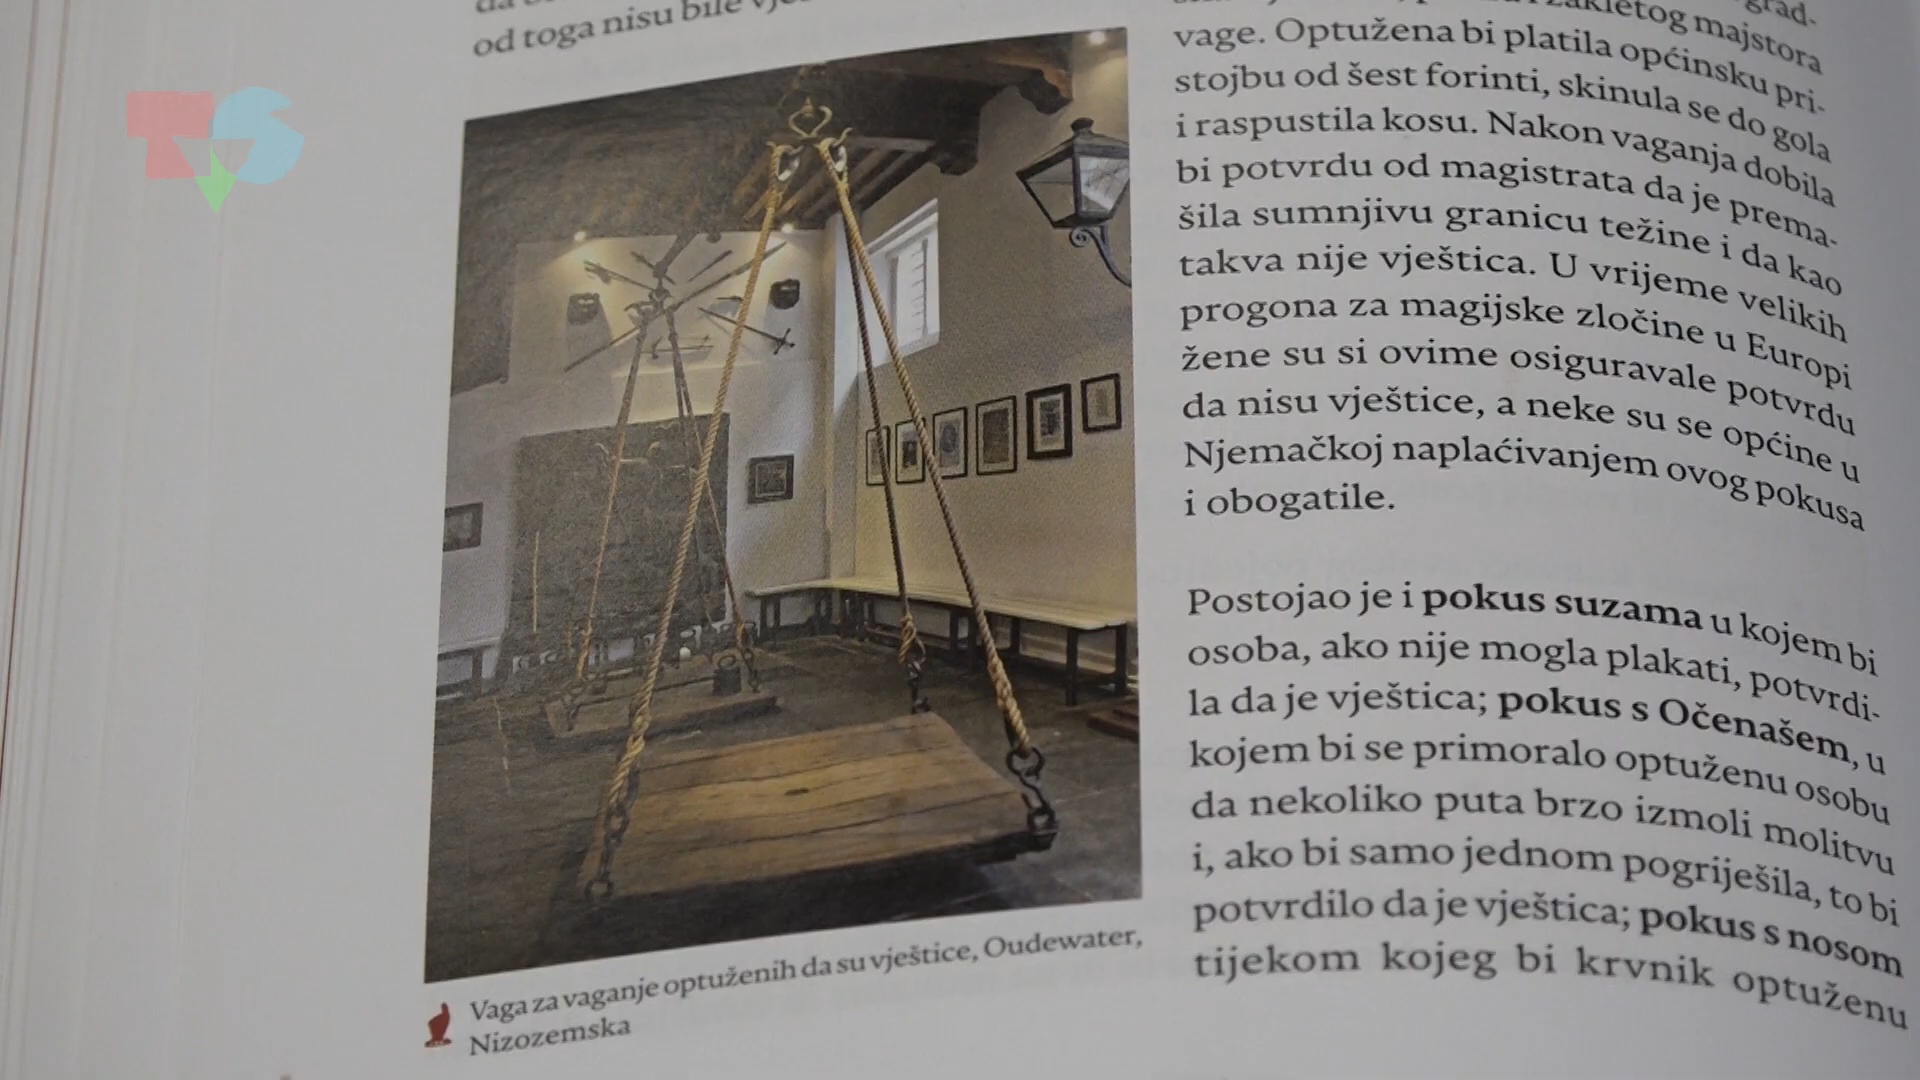 TVS
od toga nisu bile
zakletog majstora
vage. Optužena bi platila općinsku pri-
stojbu od šest forinti, skinula se do gola
i raspustila kosu. Nakon vaganja dobila
bi potvrdu od magistrata da je prema-
šila sumnjivu granicu težine i da kao
takva nije vještica. U vrijeme velikih
progona za magijske zločine u Europi
žene su si ovime osiguravale potvrdu
da nisu vještice, a neke su se općine u
Njemačkoj naplaćivanjem ovog pokusa
i obogatile.
Postojao je i pokus suzama u kojem bi
osoba, ako nije mogla plakati, potvrdi-
la da je vještica; pokus s Očenašem, u
kojem bi se primoralo optuženu osobu
da nekoliko puta brzo izmoli molitvu
i, ako bi samo jednom pogriješila, to bi
potvrdilo da je vještica; pokus s nosom
tijekom kojeg bi krvnik optuženu
Vaga za vaganje optuženih da su vještice, Oudewater,
Nizozemska